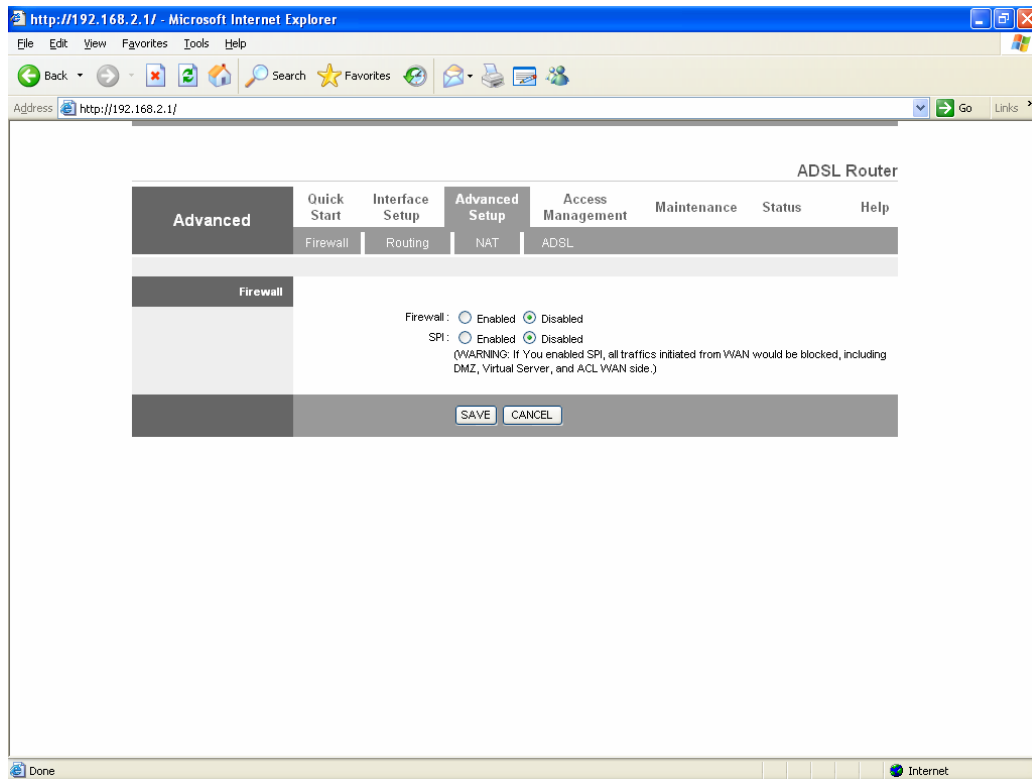 http://192.168.2.1/ - Microsoft Internet Explorer
File Edit View Favorites Tools Help
Back Search Favorites
Address http://192.168.2.1/ Go Links
ADSL Router
Advanced
Quick Start Interface Setup Advanced Setup Access Management Maintenance Status Help
Firewall Routing NAT ADSL
Firewall
Firewall : Enabled Disabled
SPI : Enabled Disabled
(WARNING: If You enabled SPI, all traffics initiated from WAN would be blocked, including
DMZ, Virtual Server, and ACL WAN side.)
SAVE CANCEL
Done Internet